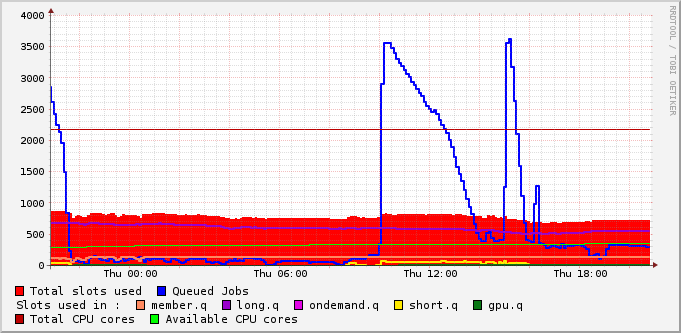 4000
3500
3000
2500
2000
1500
1000
500
0
Thu 00:00 Thu 06:00 Thu 12:00 Thu 18:00
Total slots used Queued Jobs
Slots used in : member.q long.q ondemand.q short.q gpu.q
Total CPU cores Available CPU cores
RRDTOOL / TOBI OETIKER